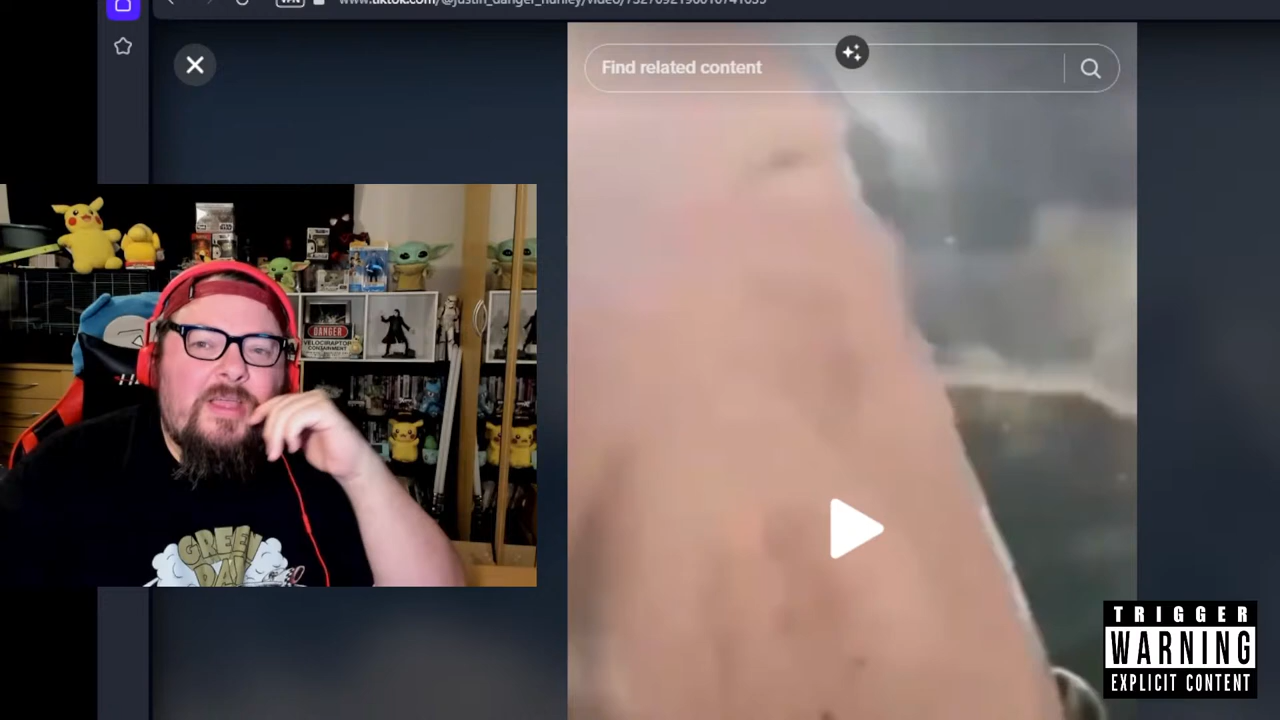 Find related content
DANGER
VELOCIRAPTOR
CONTAINMENT
GREEN
DAY
TRIGGER
WARNING
EXPLICIT CONTENT